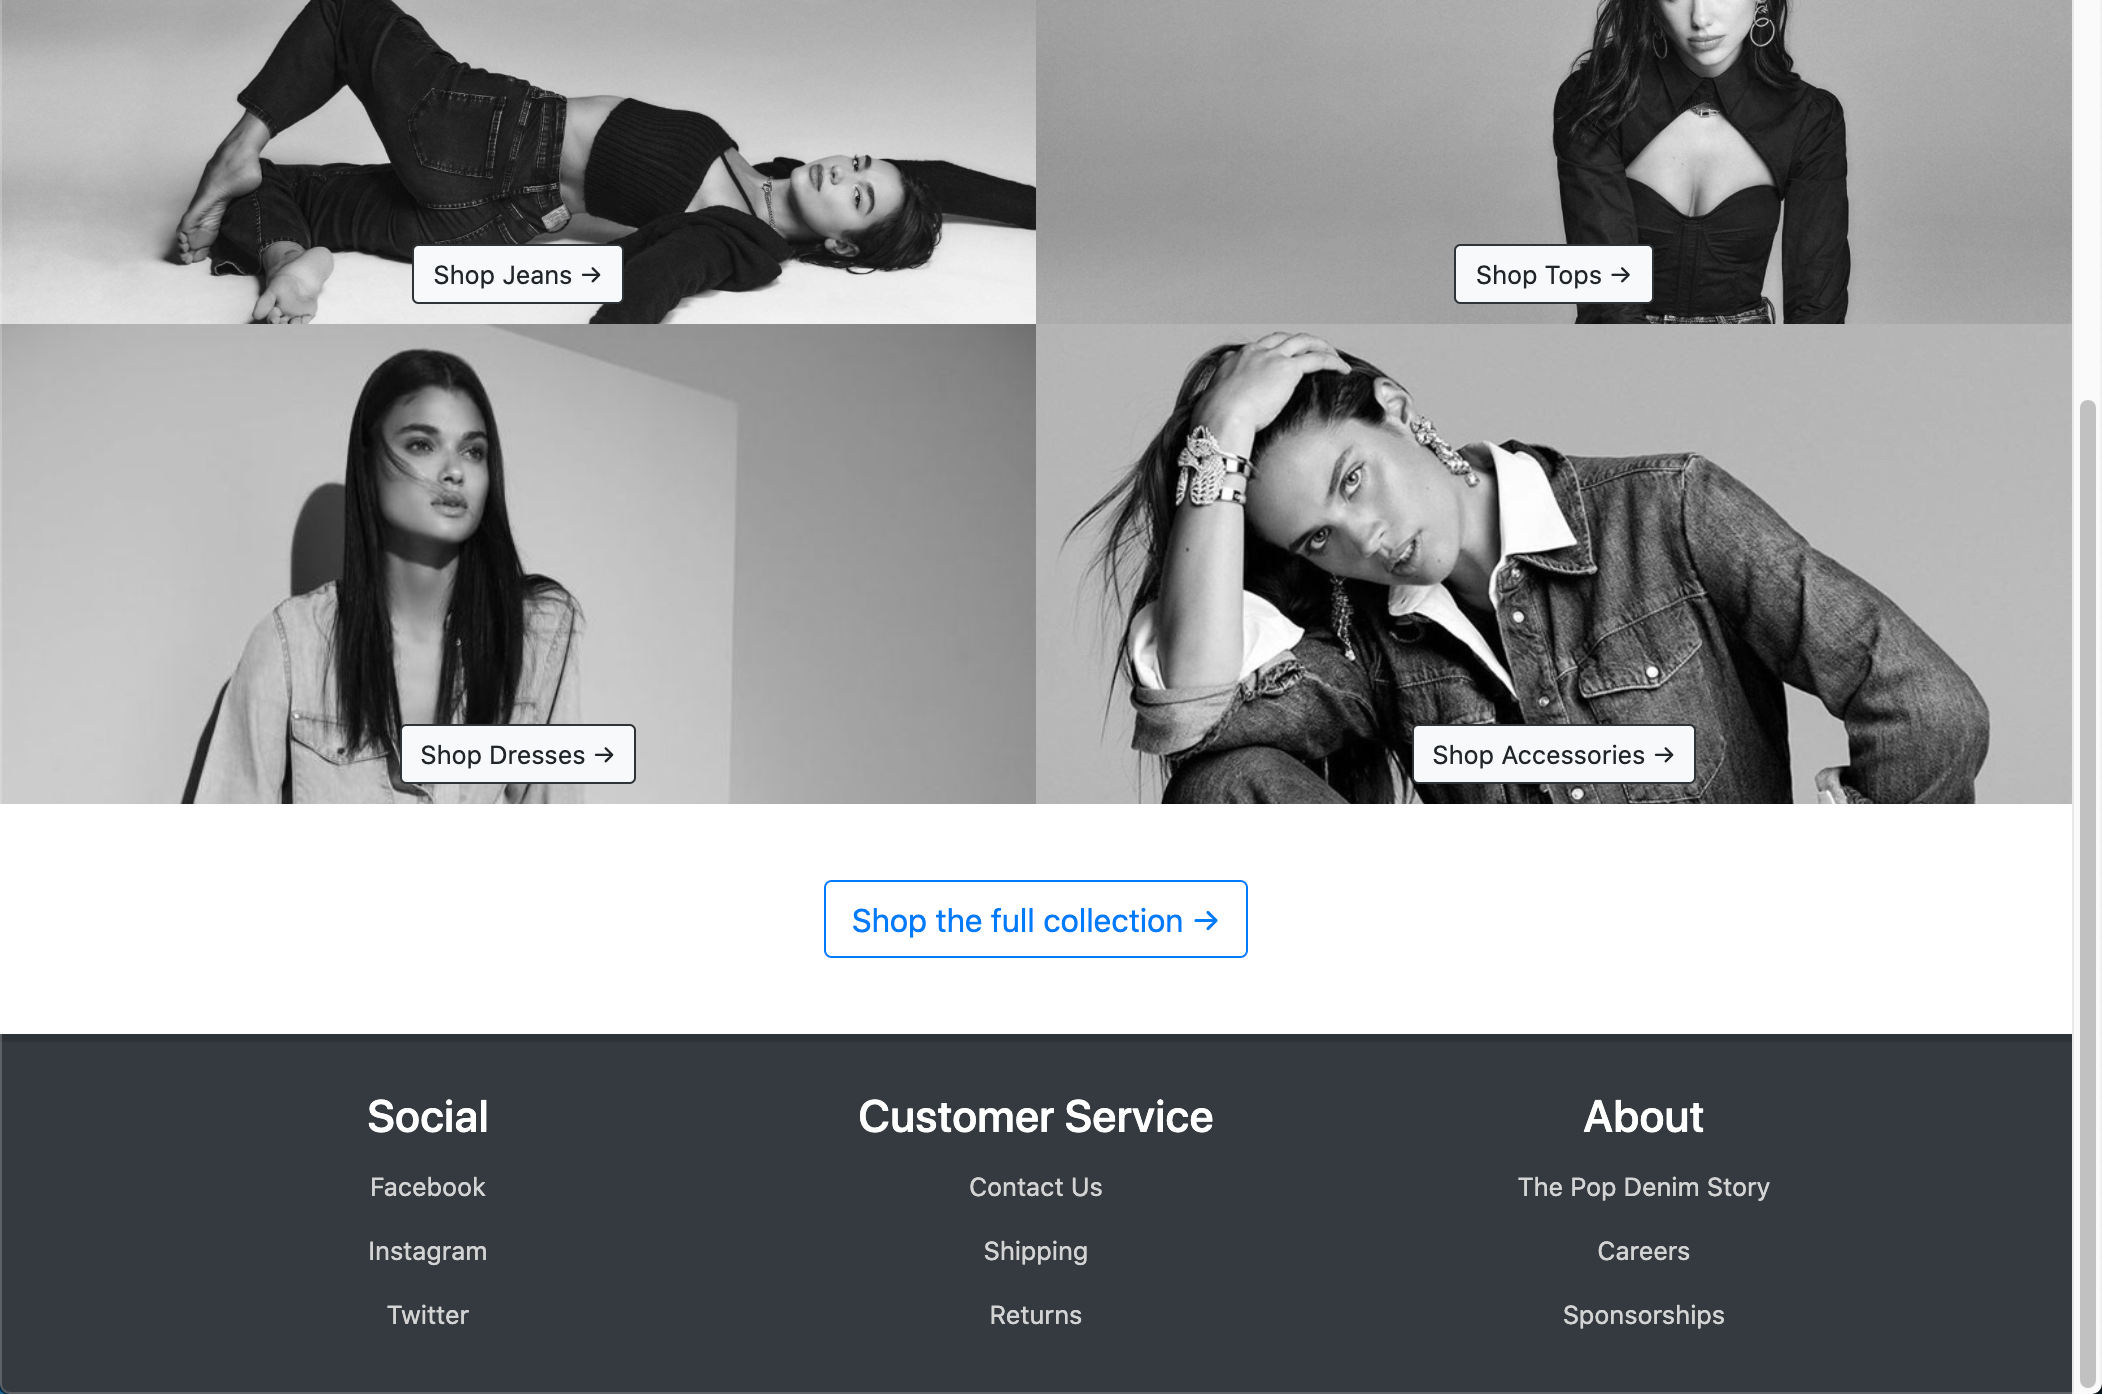 Shop Jeans →
Shop Tops →
Shop Dresses →
Shop Accessories →
Shop the full collection →
Social
Facebook
Instagram
Twitter
Customer Service
Contact Us
Shipping
Returns
About
The Pop Denim Story
Careers
Sponsorships